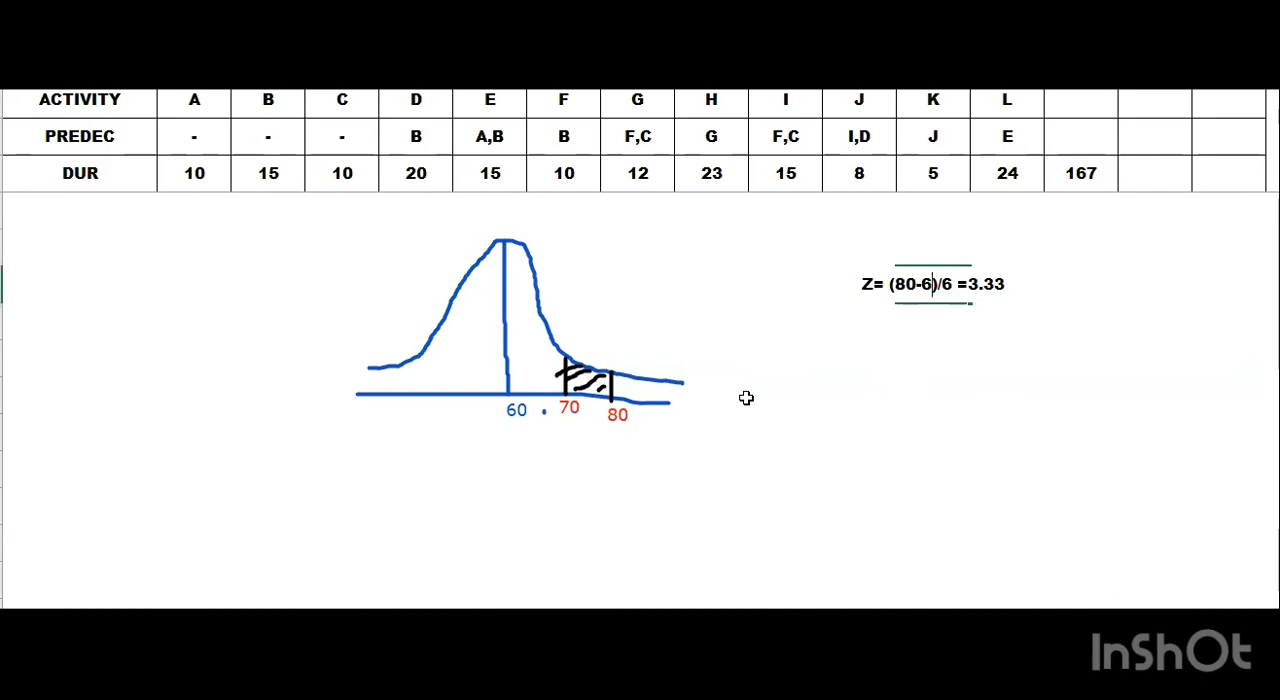 ACTIVITY A B C D E F G H I J K L
PREDEC - - - B A,B B F,C G F,C I,D J E
DUR 10 15 10 20 15 10 12 23 15 8 5 24 167
Z= (80-6)/6 =3.33
60 . 70 80
InShOt